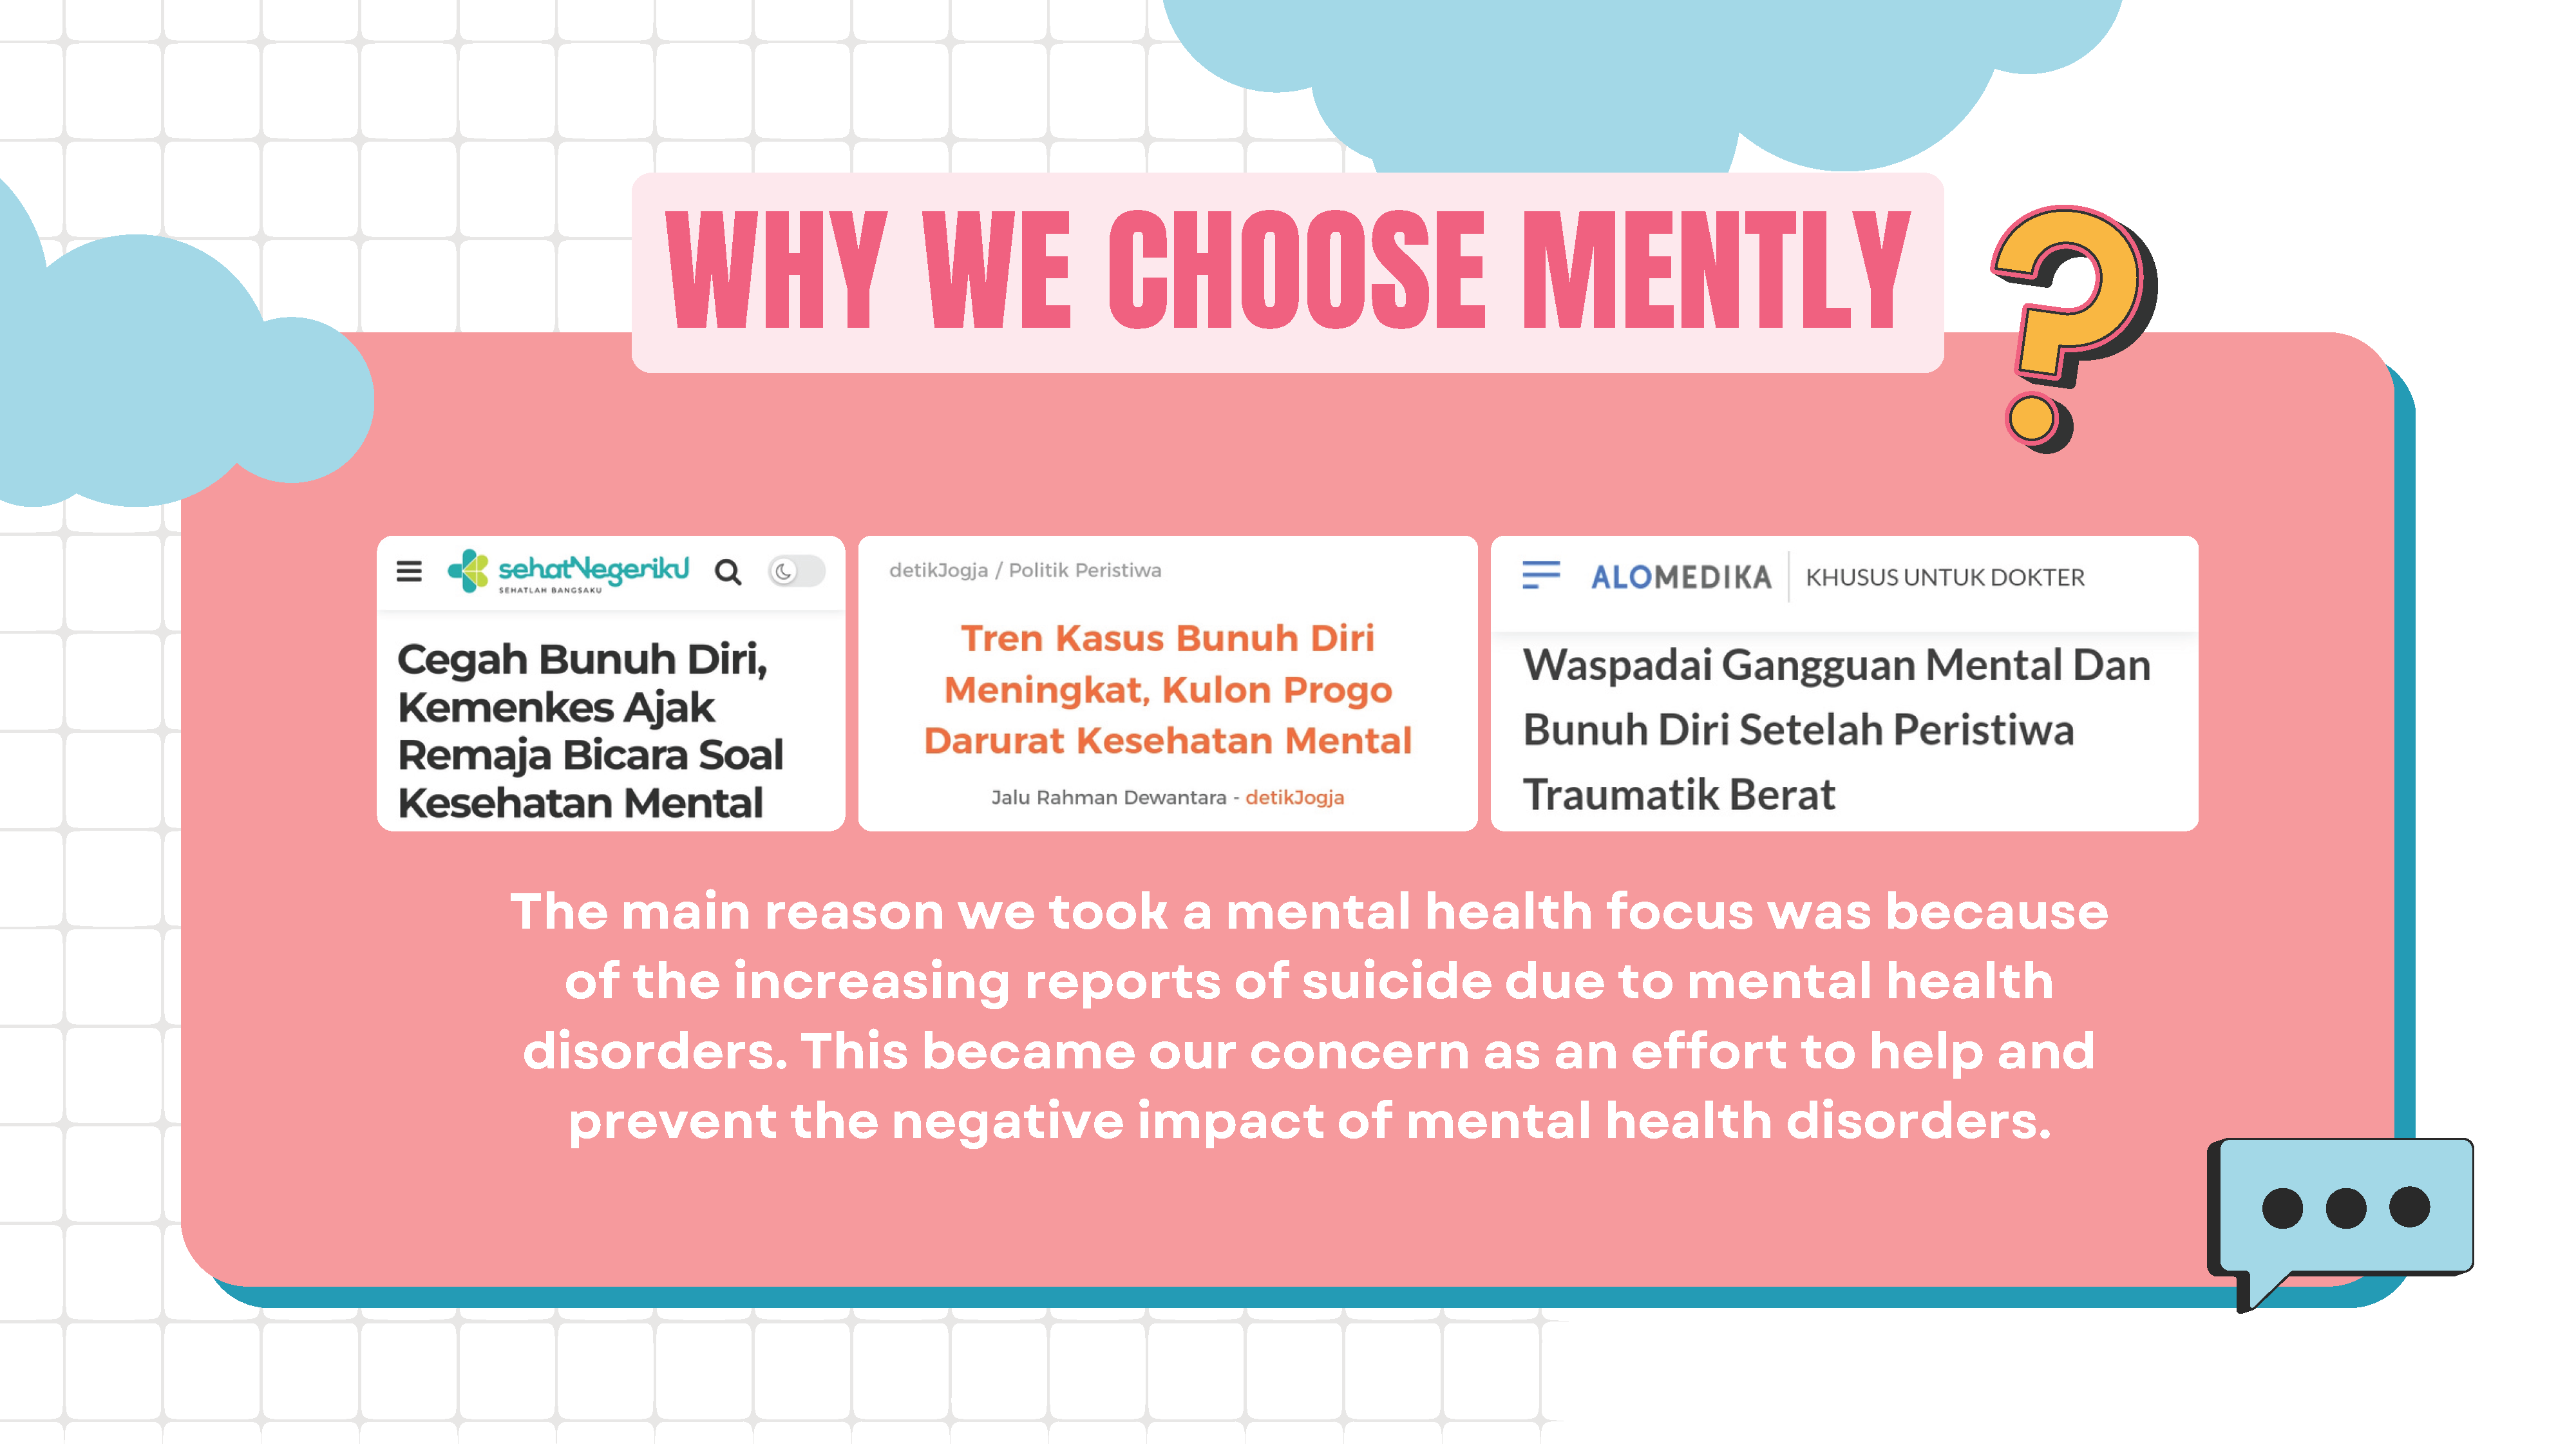 WHY WE CHOOSE MENTLY
?
sehatNegeriku
SEHATLAH BANGSAKU
Cegah Bunuh Diri,
Kemenkes Ajak
Remaja Bicara Soal
Kesehatan Mental
detikJogja / Politik Peristiwa
Tren Kasus Bunuh Diri
Meningkat, Kulon Progo
Darurat Kesehatan Mental
Jalu Rahman Dewantara - detikJogja
ALOMEDIKA | KHUSUS UNTUK DOKTER
Waspadai Gangguan Mental Dan
Bunuh Diri Setelah Peristiwa
Traumatik Berat
The main reason we took a mental health focus was because
of the increasing reports of suicide due to mental health
disorders. This became our concern as an effort to help and
prevent the negative impact of mental health disorders.